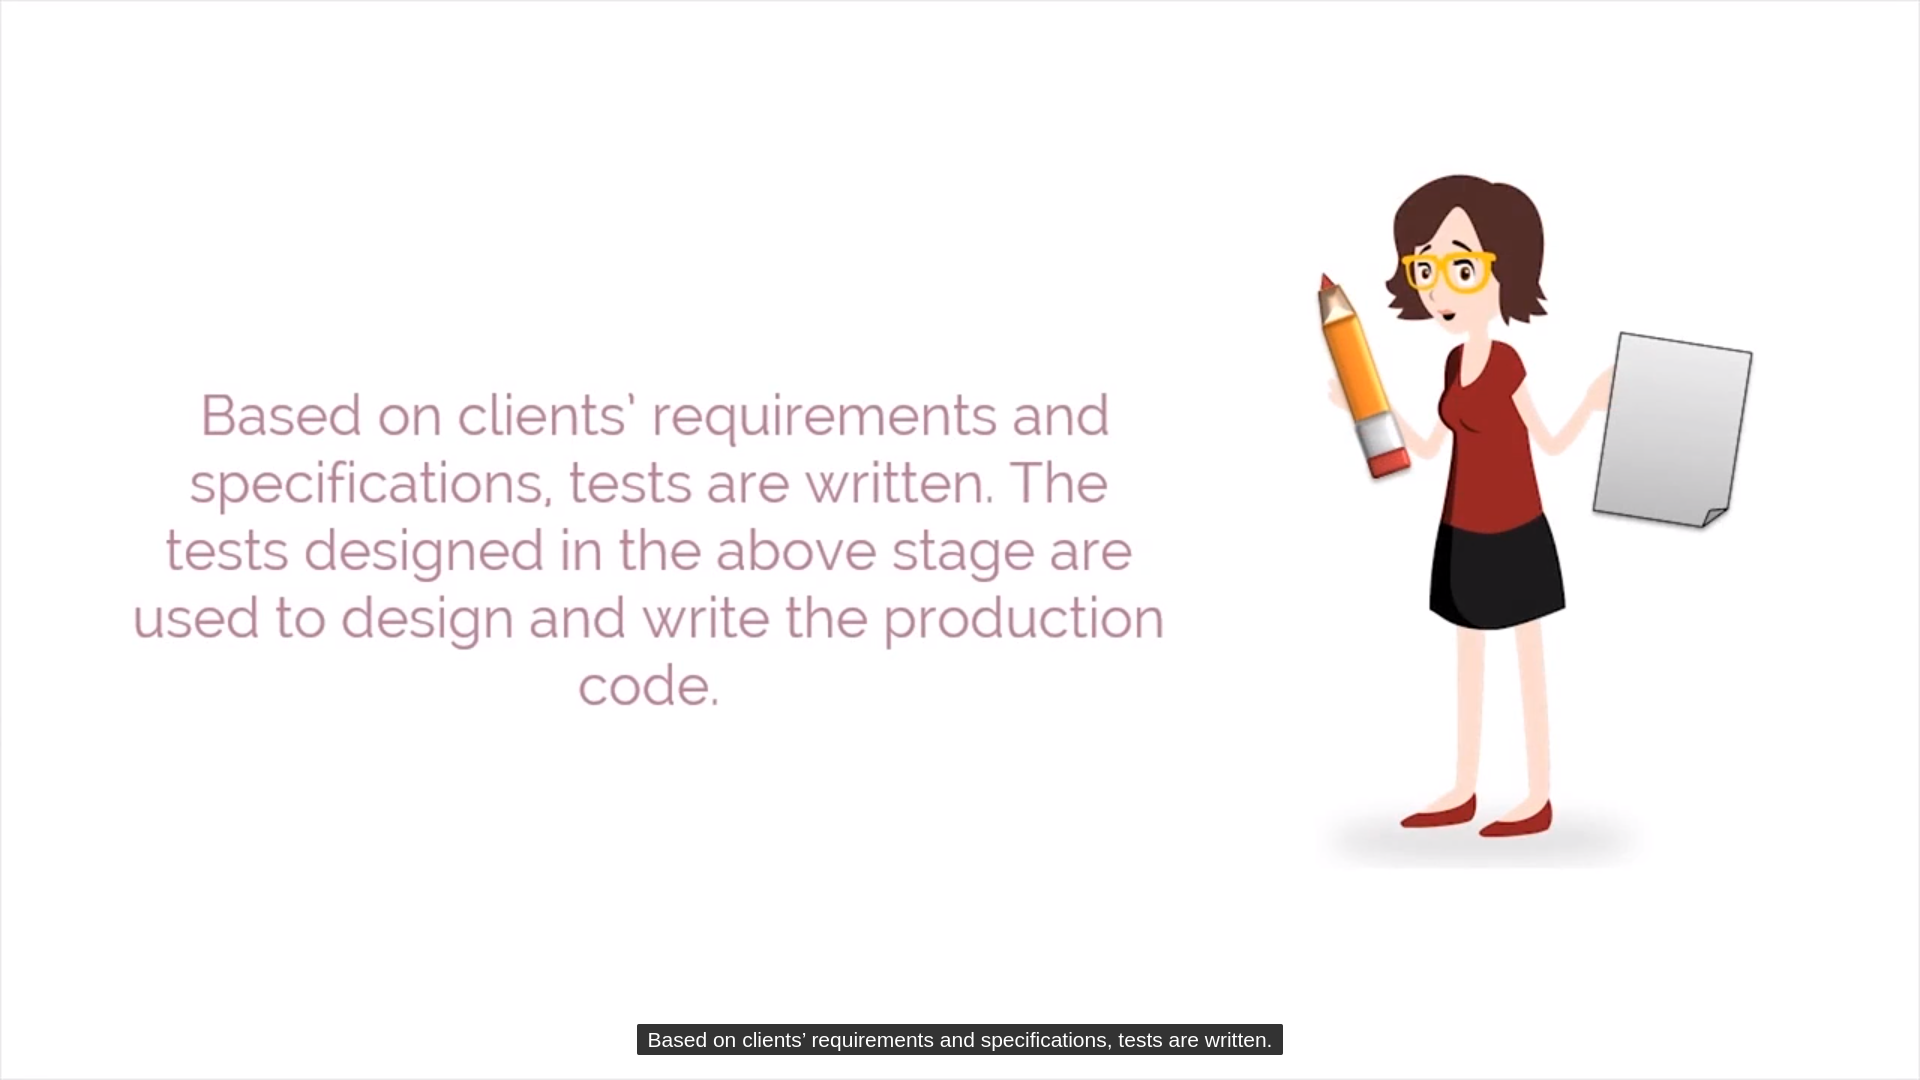 Based on clients’ requirements and
specifications, tests are written. The
tests designed in the above stage are
used to design and write the production
code.
Based on clients’ requirements and specifications, tests are written.